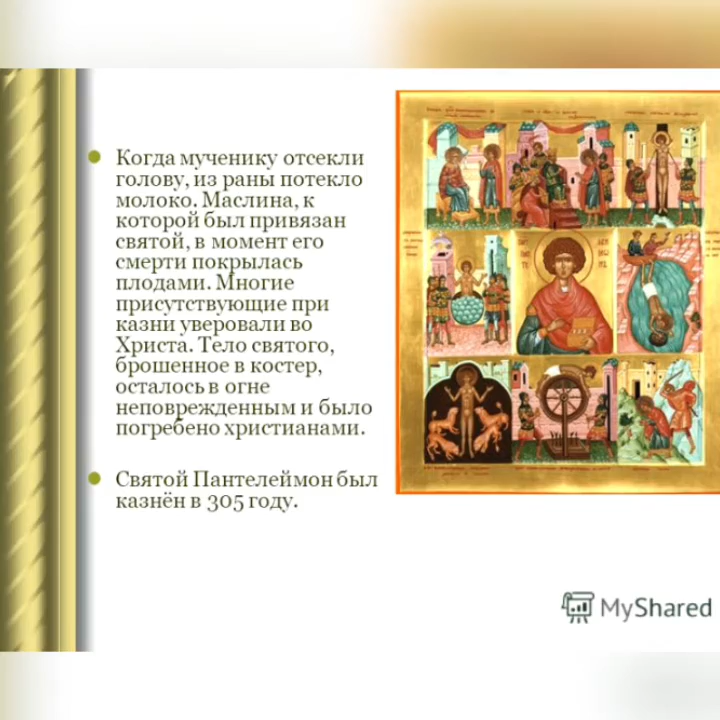 Когда мученику отсекли
голову, из раны потекло
молоко. Маслина, к
которой был привязан
святой, в момент его
смерти покрылась
плодами. Многие
присутствующие при
казни уверовали во
Христа. Тело святого,
брошенное в костер,
осталось в огне
неповрежденным и было
погребено христианами.
Святой Пантелеймон был
казнён в 305 году.
MyShared